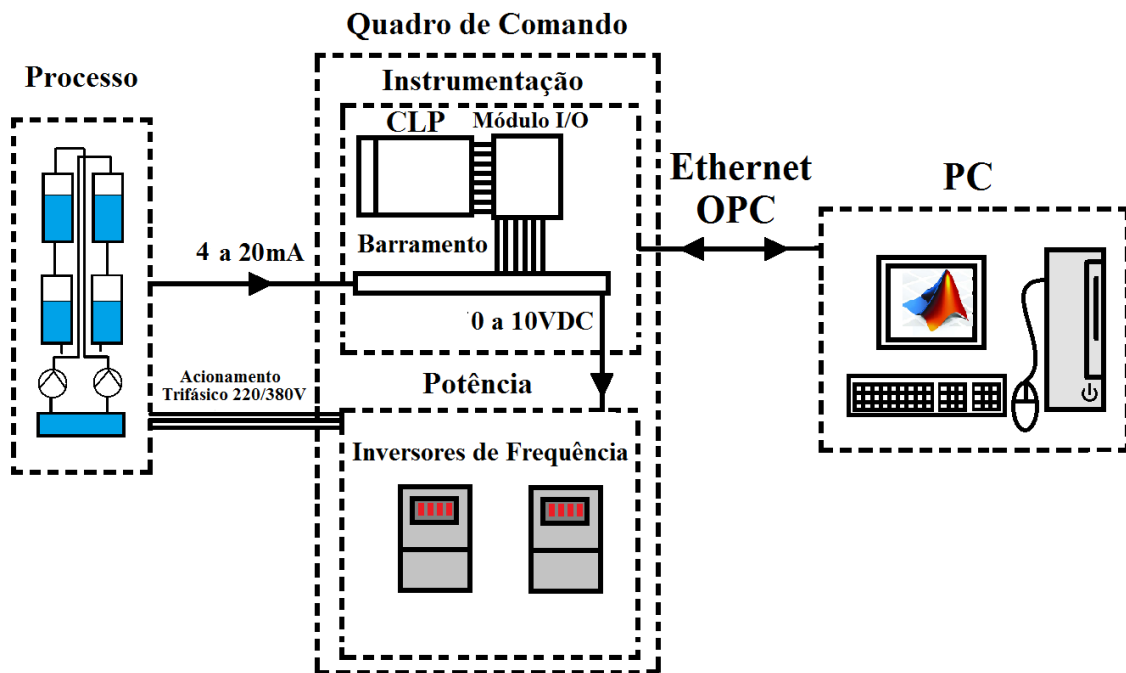 Quadro de Comando
Processo
Instrumentação
CLP
Módulo I/O
Ethernet
OPC
PC
Barramento
4 a 20mA
0 a 10VDC
Acionamento
Trifásico 220/380V
Potência
Inversores de Frequência